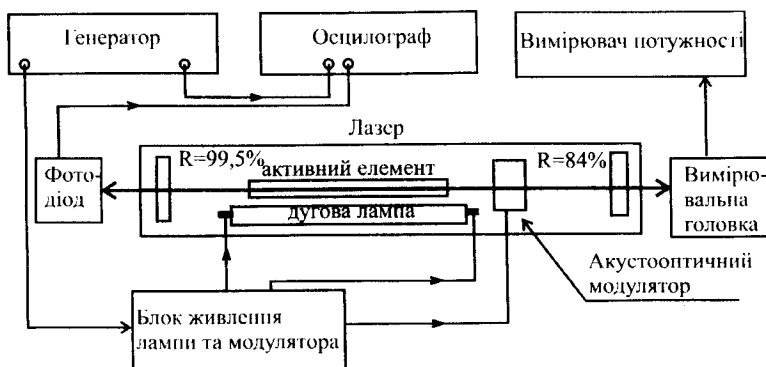 Генератор
Осцилограф
Вимірювач потужності
Лазер
R=99,5%
активний елемент
R=84%
Фото-
діод
дугова лампа
Вимірю-
вальна
головка
Акустооптичний
модулятор
Блок живлення
лампи та модулятора